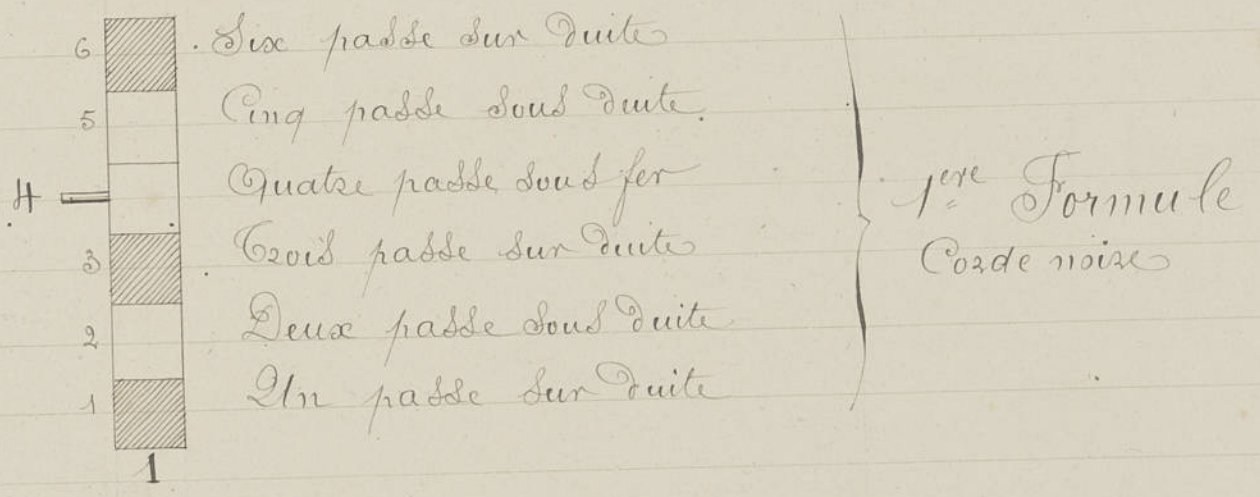 6 Six passe sur duite
5 Cinq passe sous duite.
4 Quatre passe sous fer
3 Trois passe sur duite
2 Deux passe sous duite
1 Un passe sur duite
1
1ère Formule
Corde noire